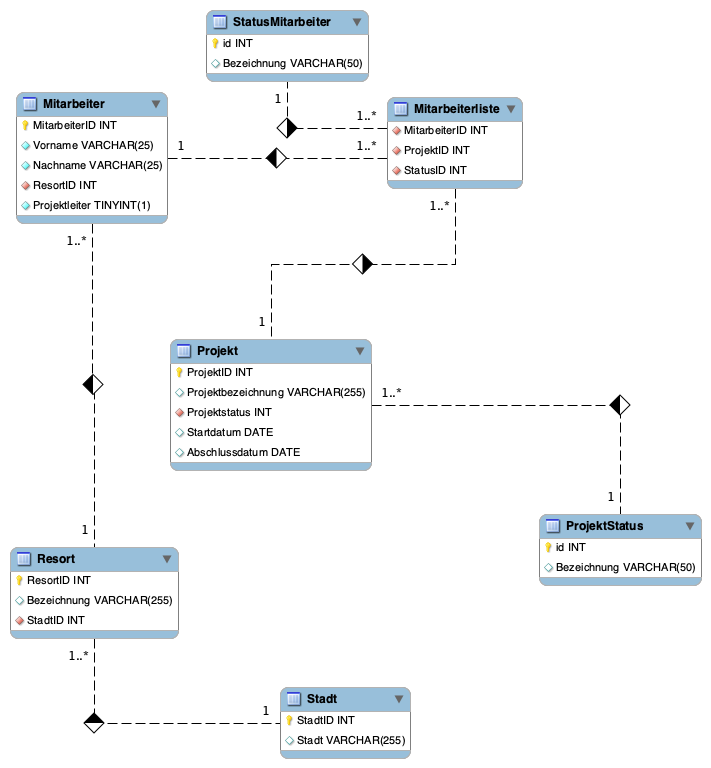 StatusMitarbeiter
id INT
Bezeichnung VARCHAR(50)
1
1..*
Mitarbeiter
MitarbeiterID INT
Vorname VARCHAR(25)
Nachname VARCHAR(25)
ResortID INT
Projektleiter TINYINT(1)
1
1..*
Mitarbeiterliste
MitarbeiterID INT
ProjektID INT
StatusID INT
1..*
1..*
1
Projekt
ProjektID INT
Projektbezeichnung VARCHAR(255)
Projektstatus INT
Startdatum DATE
Abschlussdatum DATE
1..*
1
ProjektStatus
id INT
Bezeichnung VARCHAR(50)
1
Resort
ResortID INT
Bezeichnung VARCHAR(255)
StadtID INT
1..*
1
Stadt
StadtID INT
Stadt VARCHAR(255)